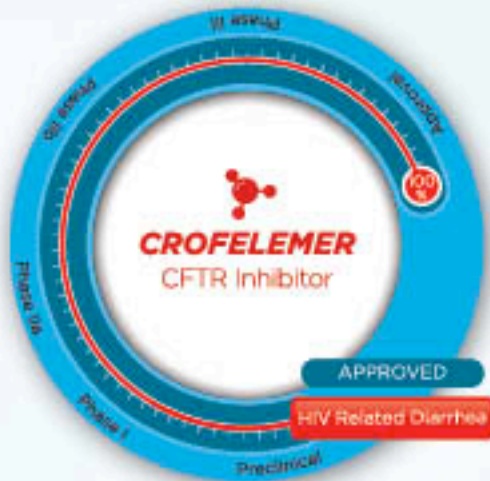 Phase III
Approval
Phase IIb
100
%
CROFELEMER
CFTR Inhibitor
Phase IIA
APPROVED
HIV Related Diarrhea
Phase I
Preclinical